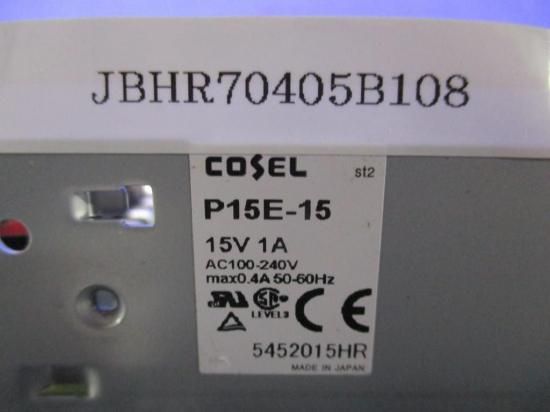 JBHR70405B108
COSEL st2
P15E-15
15V 1A
AC100-240V
max0.4A 50-60Hz
LEVEL3
5452015HR
MADE IN JAPAN